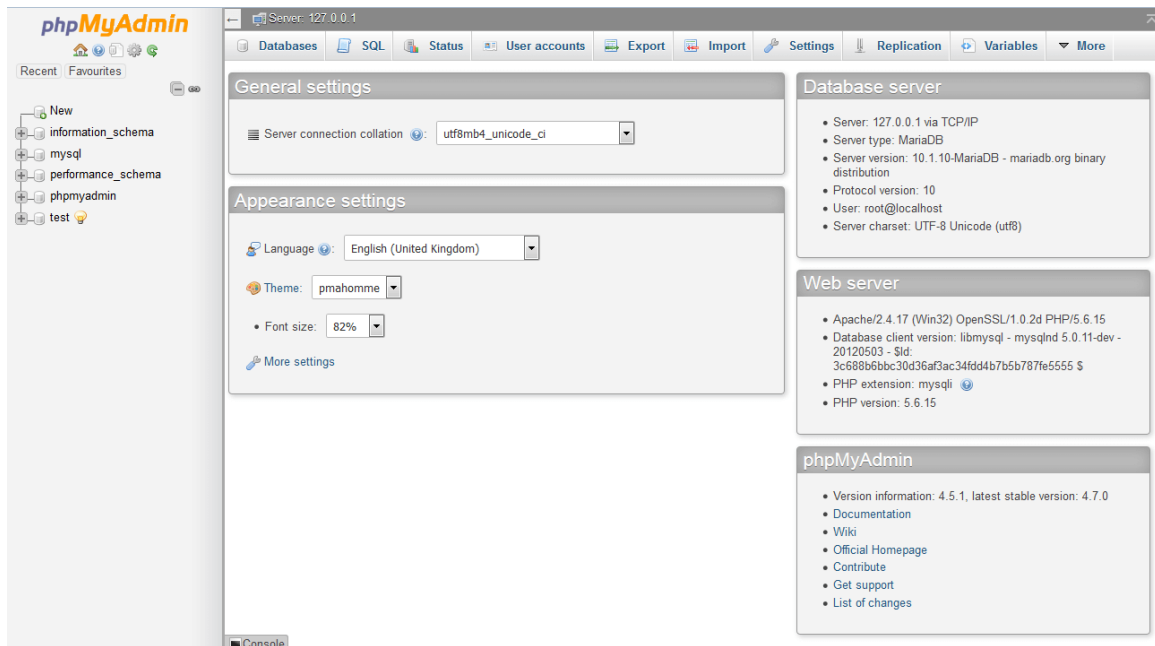 phpMyAdmin
Recent Favourites
New
information_schema
mysql
performance_schema
phpmyadmin
test
Server: 127.0.0.1
Databases SQL Status User accounts Export Import Settings Replication Variables More
General settings
Server connection collation : utf8mb4_unicode_ci
Appearance settings
Language : English (United Kingdom)
Theme: pmahomme
Font size: 82%
More settings
Database server
Server: 127.0.0.1 via TCP/IP
Server type: MariaDB
Server version: 10.1.10-MariaDB - mariadb.org binary
distribution
Protocol version: 10
User: root@localhost
Server charset: UTF-8 Unicode (utf8)
Web server
Apache/2.4.17 (Win32) OpenSSL/1.0.2d PHP/5.6.15
Database client version: libmysql - mysqlnd 5.0.11-dev -
20120503 - $Id:
3c688b6bbc30d36af3ac34fdd4b7b5b787fe5555 $
PHP extension: mysqli
PHP version: 5.6.15
phpMyAdmin
Version information: 4.5.1, latest stable version: 4.7.0
Documentation
Wiki
Official Homepage
Contribute
Get support
List of changes
Console